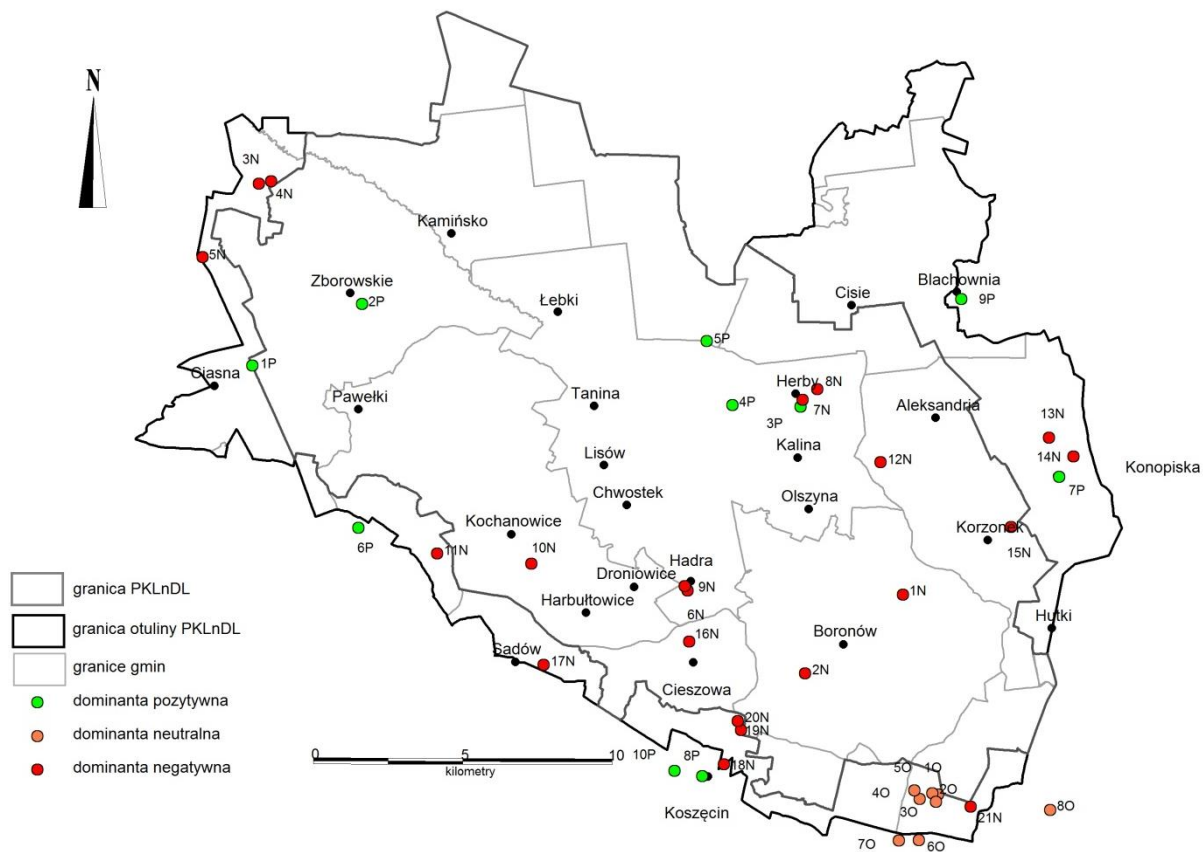 N
3N
4N
Kamińsko
5N
Zborowskie
2P
Łebki
Cisie
Blachownia
9P
5P
1P
Ciasna
Pawełki
Tanina
4P
Herby
8N
3P
7N
Aleksandria
13N
14N
Konopiska
7P
Lisów
Kalina
12N
Chwostek
Olszyna
6P
Kochanowice
11N
10N
Korzonek
15N
Hadra
Droniowice
9N
6N
Harbułtowice
1N
Hutki
16N
Boronów
Sadów
17N
Cieszowa
2N
20N
19N
10P
8P
18N
Koszęcin
5O
1O
4O
2O
3O
21N
8O
7O
6O
granica PKLnDL
granica otuliny PKLnDL
granice gmin
dominanta pozytywna
dominanta neutralna
dominanta negatywna
0
5
10
kilometry